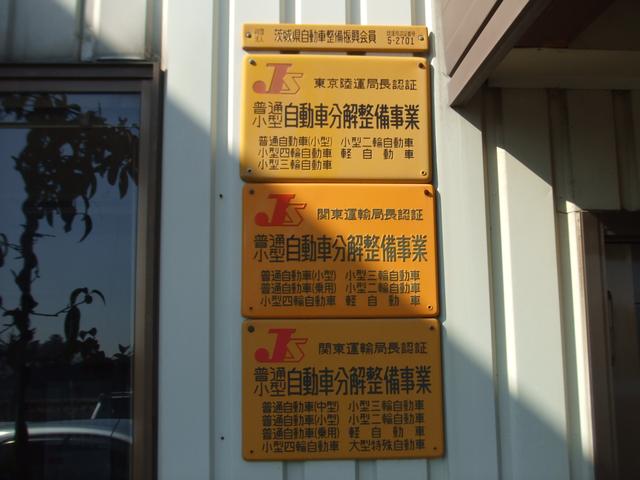 社団法人 茨城県自動車整備振興会員
5-2701
JS 東京陸運局長認証
普通小型 自動車分解整備事業
普通自動車(小型) 小型二輪自動車
小型四輪自動車 軽自動車
小型三輪自動車
JS 関東運輸局長認証
普通小型 自動車分解整備事業
普通自動車(小型) 小型三輪自動車
普通自動車(乗用) 小型二輪自動車
小型四輪自動車 軽自動車
JS 関東運輸局長認証
普通小型 自動車分解整備事業
普通自動車(中型) 小型三輪自動車
普通自動車(小型) 小型二輪自動車
普通自動車(乗用) 軽自動車
小型四輪自動車 大型特殊自動車